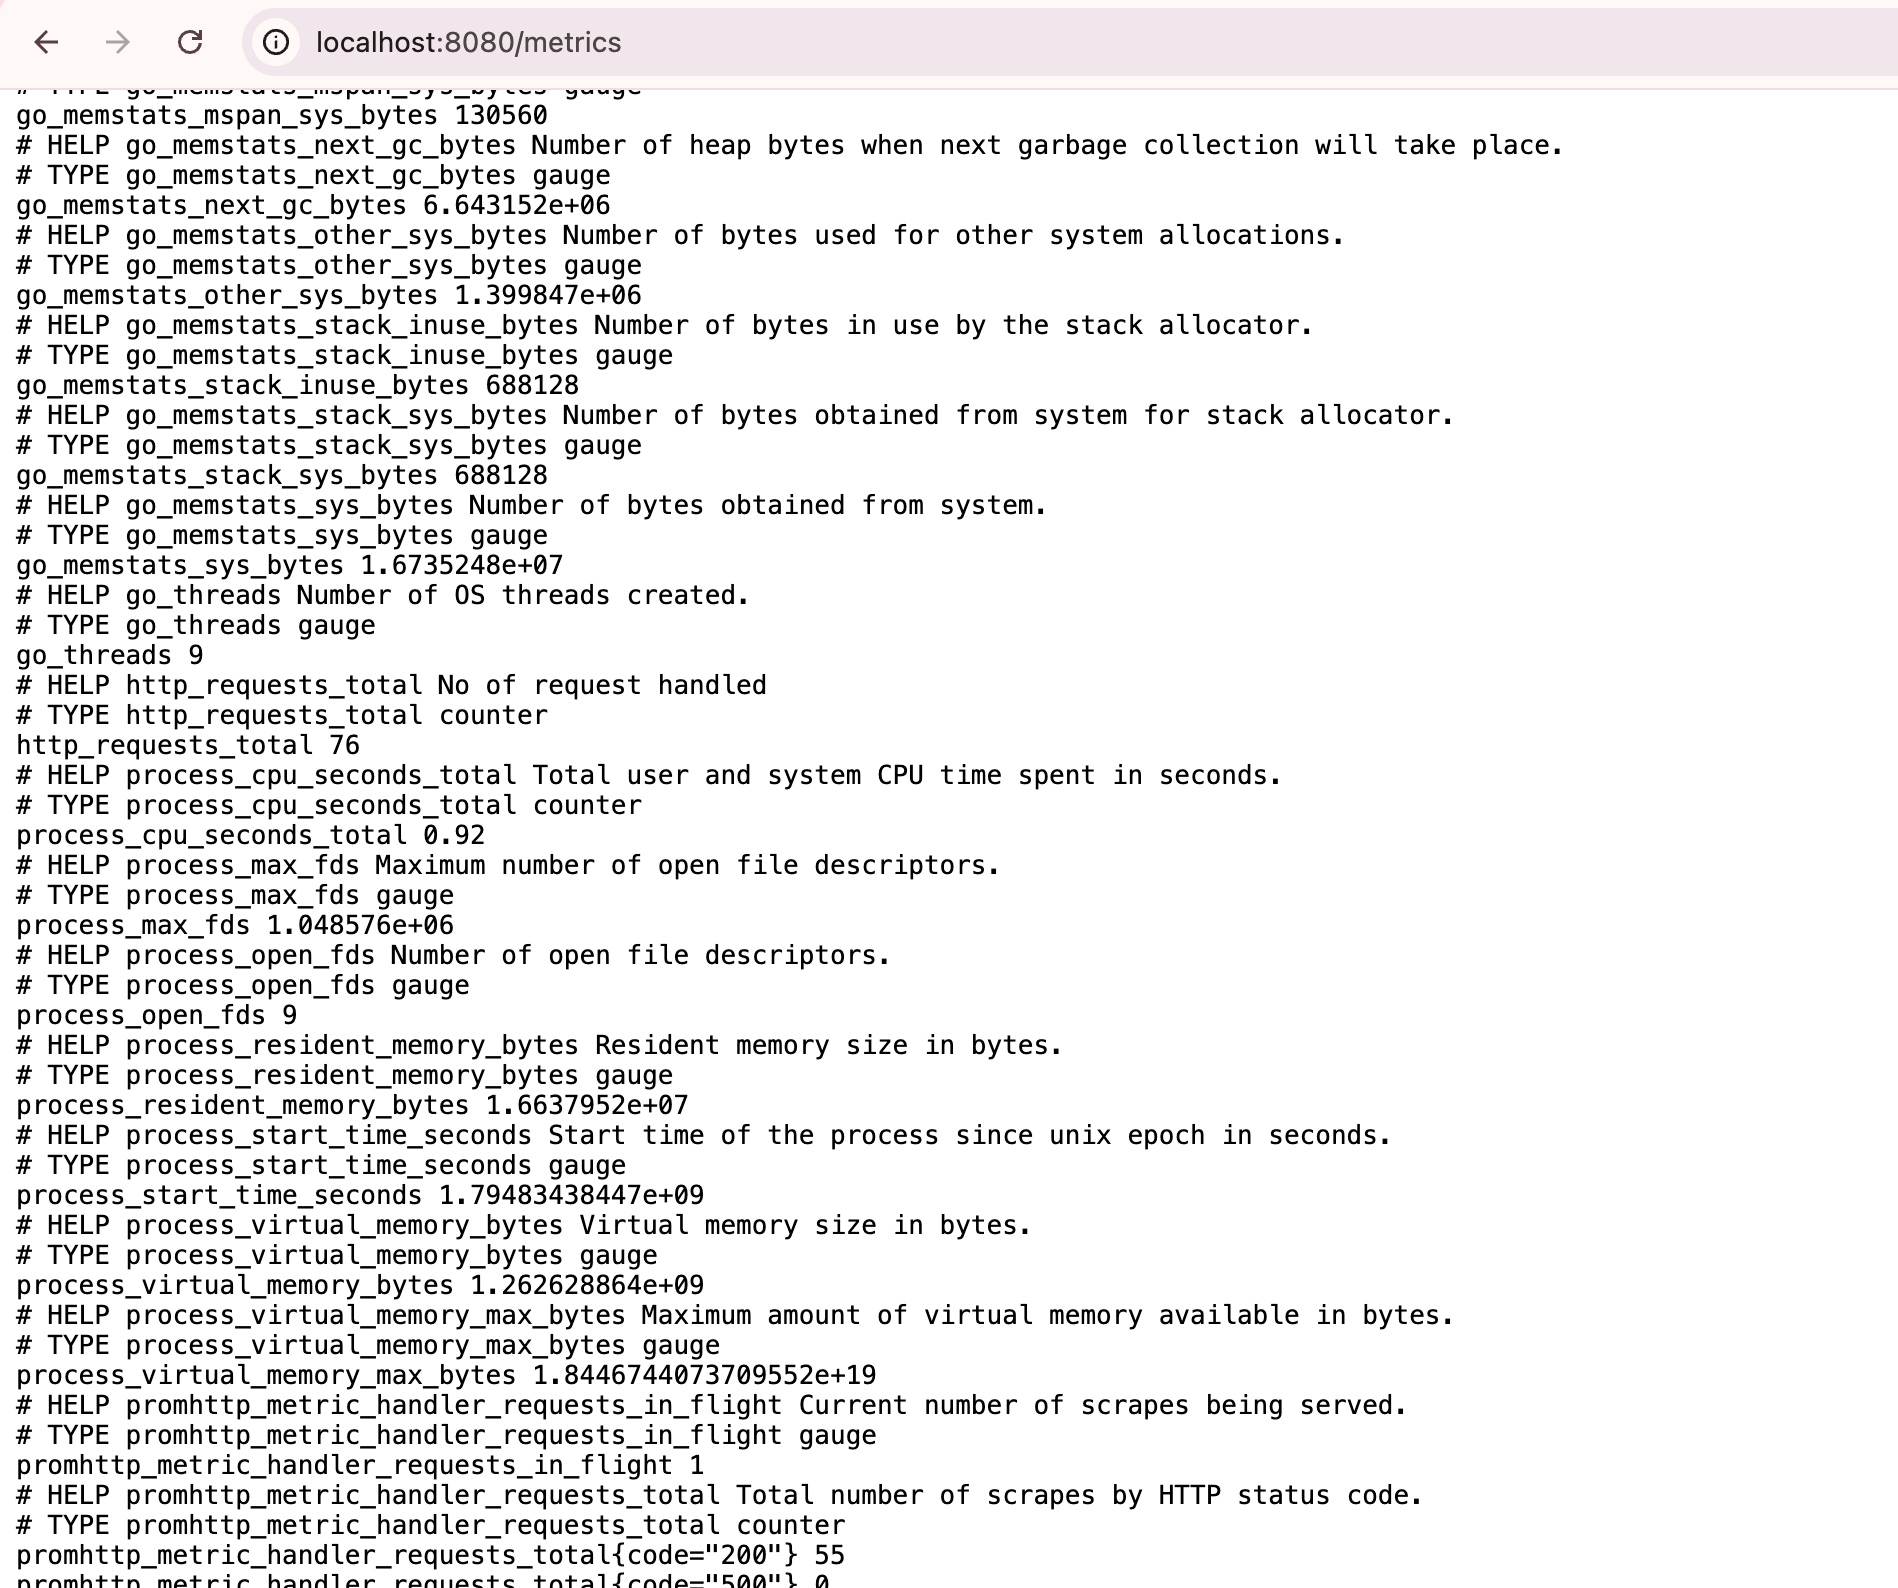 localhost:8080/metrics
# TYPE go_memstats_mspan_sys_bytes gauge
go_memstats_mspan_sys_bytes 130560
# HELP go_memstats_next_gc_bytes Number of heap bytes when next garbage collection will take place.
# TYPE go_memstats_next_gc_bytes gauge
go_memstats_next_gc_bytes 6.643152e+06
# HELP go_memstats_other_sys_bytes Number of bytes used for other system allocations.
# TYPE go_memstats_other_sys_bytes gauge
go_memstats_other_sys_bytes 1.399847e+06
# HELP go_memstats_stack_inuse_bytes Number of bytes in use by the stack allocator.
# TYPE go_memstats_stack_inuse_bytes gauge
go_memstats_stack_inuse_bytes 688128
# HELP go_memstats_stack_sys_bytes Number of bytes obtained from system for stack allocator.
# TYPE go_memstats_stack_sys_bytes gauge
go_memstats_stack_sys_bytes 688128
# HELP go_memstats_sys_bytes Number of bytes obtained from system.
# TYPE go_memstats_sys_bytes gauge
go_memstats_sys_bytes 1.6735248e+07
# HELP go_threads Number of OS threads created.
# TYPE go_threads gauge
go_threads 9
# HELP http_requests_total No of request handled
# TYPE http_requests_total counter
http_requests_total 76
# HELP process_cpu_seconds_total Total user and system CPU time spent in seconds.
# TYPE process_cpu_seconds_total counter
process_cpu_seconds_total 0.92
# HELP process_max_fds Maximum number of open file descriptors.
# TYPE process_max_fds gauge
process_max_fds 1.048576e+06
# HELP process_open_fds Number of open file descriptors.
# TYPE process_open_fds gauge
process_open_fds 9
# HELP process_resident_memory_bytes Resident memory size in bytes.
# TYPE process_resident_memory_bytes gauge
process_resident_memory_bytes 1.6637952e+07
# HELP process_start_time_seconds Start time of the process since unix epoch in seconds.
# TYPE process_start_time_seconds gauge
process_start_time_seconds 1.79483438447e+09
# HELP process_virtual_memory_bytes Virtual memory size in bytes.
# TYPE process_virtual_memory_bytes gauge
process_virtual_memory_bytes 1.262628864e+09
# HELP process_virtual_memory_max_bytes Maximum amount of virtual memory available in bytes.
# TYPE process_virtual_memory_max_bytes gauge
process_virtual_memory_max_bytes 1.8446744073709552e+19
# HELP promhttp_metric_handler_requests_in_flight Current number of scrapes being served.
# TYPE promhttp_metric_handler_requests_in_flight gauge
promhttp_metric_handler_requests_in_flight 1
# HELP promhttp_metric_handler_requests_total Total number of scrapes by HTTP status code.
# TYPE promhttp_metric_handler_requests_total counter
promhttp_metric_handler_requests_total{code="200"} 55
promhttp_metric_handler_requests_total{code="500"} 0